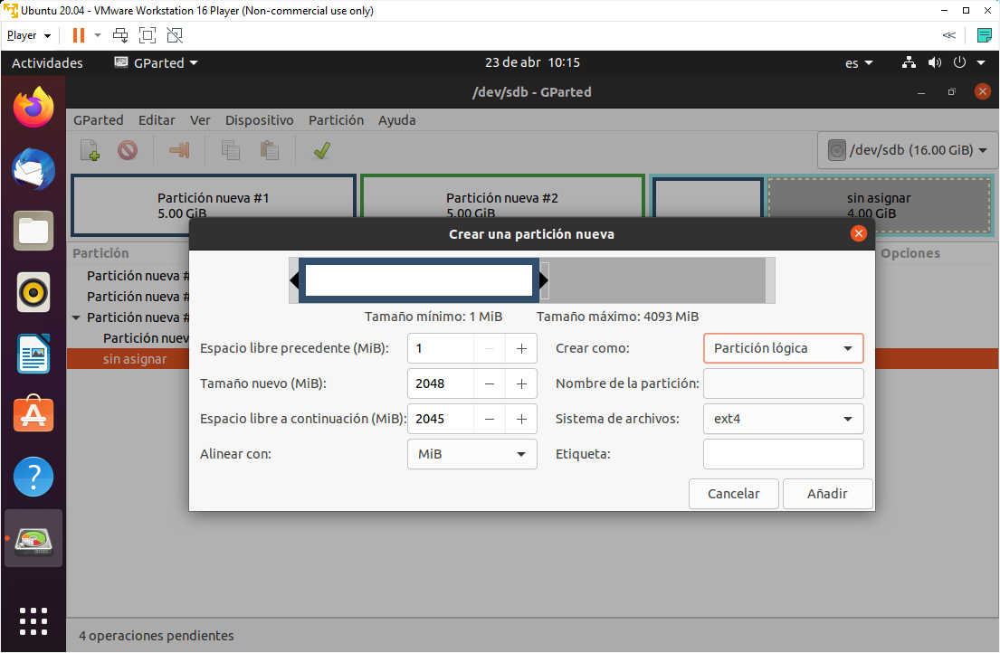 Ubuntu 20.04 - VMware Workstation 16 Player (Non-commercial use only)
Player
Actividades GParted 23 de abr 10:15 es
/dev/sdb - GParted
GParted Editar Ver Dispositivo Partición Ayuda
/dev/sdb (16.00 GiB)
Partición nueva #1 Partición nueva #2 sin asignar
5.00 GiB 5.00 GiB 4.00 GiB
Crear una partición nueva
Partición Opciones
Partición nueva #
Partición nueva #
Partición nueva #
Partición nuev
sin asignar
Tamaño mínimo: 1 MiB Tamaño máximo: 4093 MiB
Espacio libre precedente (MiB): 1 Crear como: Partición lógica
Tamaño nuevo (MiB): 2048 Nombre de la partición:
Espacio libre a continuación (MiB): 2045 Sistema de archivos: ext4
Alinear con: MiB Etiqueta:
Cancelar Añadir
4 operaciones pendientes